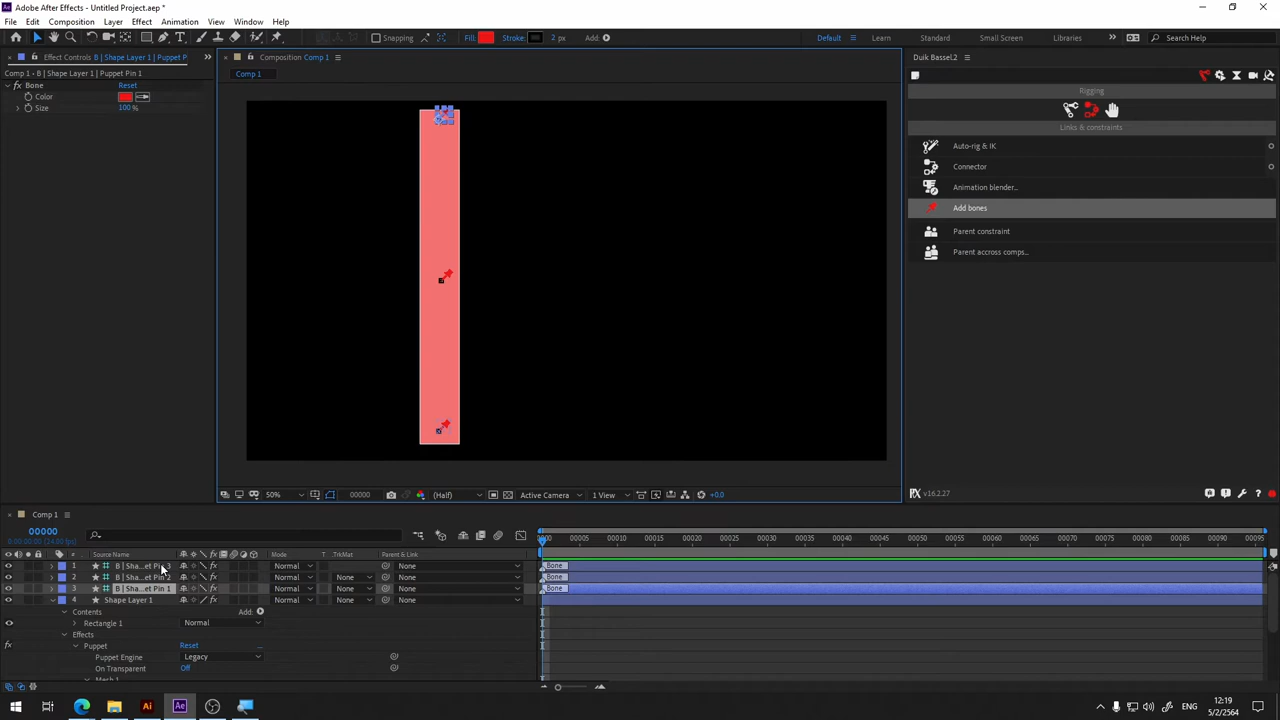 Adobe After Effects - Untitled Project.aep *
File Edit Composition Layer Effect Animation View Window Help
Snapping Fill: Stroke: 2 px Add: Default Learn Standard Small Screen Libraries Search Help
Effect Controls B | Shape Layer 1 | Puppet P
Composition Comp 1
Duik Bassel.2
Comp 1 - B | Shape Layer 1 | Puppet Pin 1
Comp 1
fx Bone Reset
Color
Size 100 %
Rigging
Links & constraints
Auto-rig & IK
Connector
Animation blender...
Add bones
Parent constraint
Parent accross comps...
50% 00000 (Half) Active Camera 1 View +0.0
v16.2.27
Comp 1
00000
0:00:00:00 (24.00 fps)
0000 00005 00010 00015 00020 00025 00030 00035 00040 00045 00050 00055 00060 00065 00070 00075 00080 00085 00090 00095
# Source Name Mode T .TrkMat Parent & Link
1 B | Sha...et Pin 3 Normal None Bone
2 B | Sha...et Pin 2 Normal None None Bone
3 B | Sha...et Pin 1 Normal None None Bone
4 Shape Layer 1 Normal None None
Contents Add:
Rectangle 1 Normal
Effects
fx Puppet Reset ...
Puppet Engine Legacy
On Transparent Off
Mesh 1
Ai Ae ENG 12:19
5/2/2564